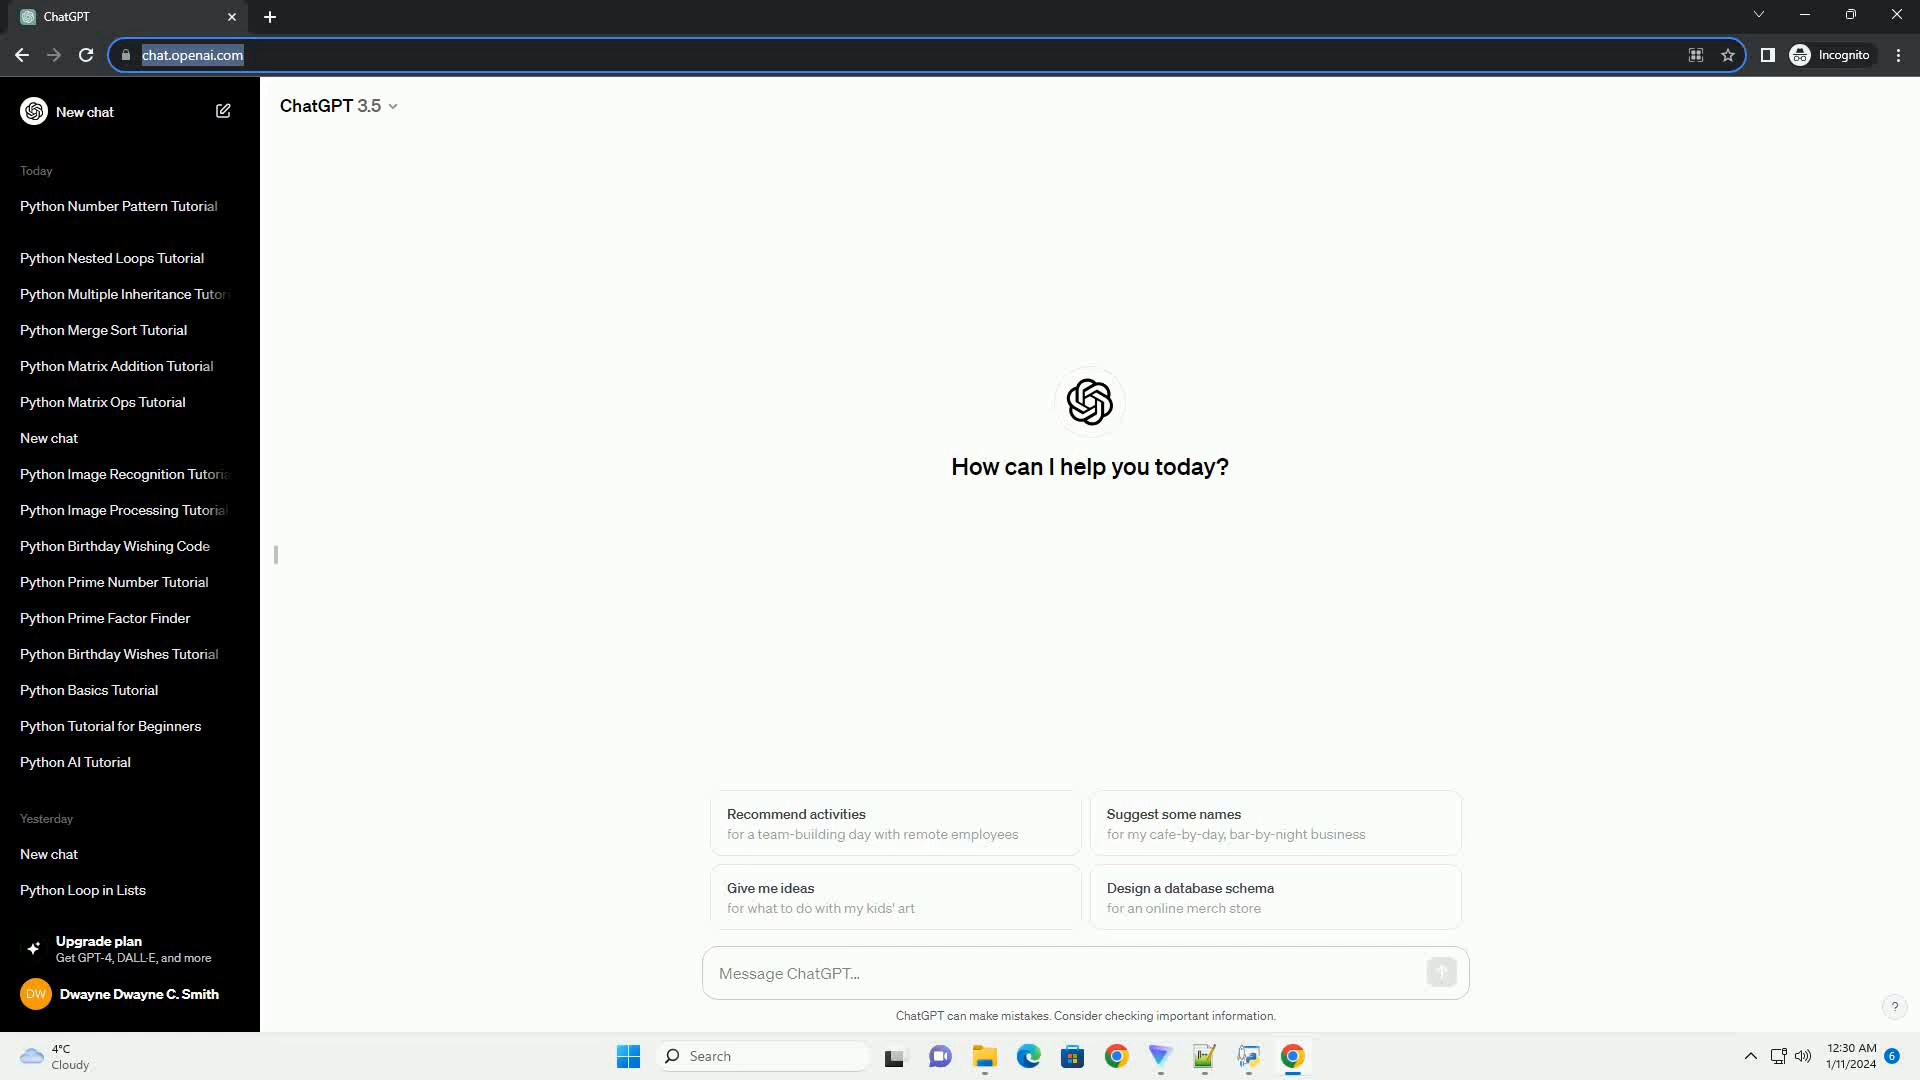 ChatGPT
chat.openai.com
Incognito
New chat
ChatGPT 3.5
Today
Python Number Pattern Tutorial
Python Nested Loops Tutorial
Python Multiple Inheritance Tutor
Python Merge Sort Tutorial
Python Matrix Addition Tutorial
Python Matrix Ops Tutorial
New chat
Python Image Recognition Tutoria
Python Image Processing Tutorial
Python Birthday Wishing Code
Python Prime Number Tutorial
Python Prime Factor Finder
Python Birthday Wishes Tutorial
Python Basics Tutorial
Python Tutorial for Beginners
Python AI Tutorial
Yesterday
New chat
Python Loop in Lists
Upgrade plan
Get GPT-4, DALL·E, and more
DW
Dwayne Dwayne C. Smith
How can I help you today?
Recommend activities
for a team-building day with remote employees
Suggest some names
for my cafe-by-day, bar-by-night business
Give me ideas
for what to do with my kids' art
Design a database schema
for an online merch store
Message ChatGPT...
ChatGPT can make mistakes. Consider checking important information.
?
4°C
Cloudy
Search
12:30 AM
1/11/2024
6